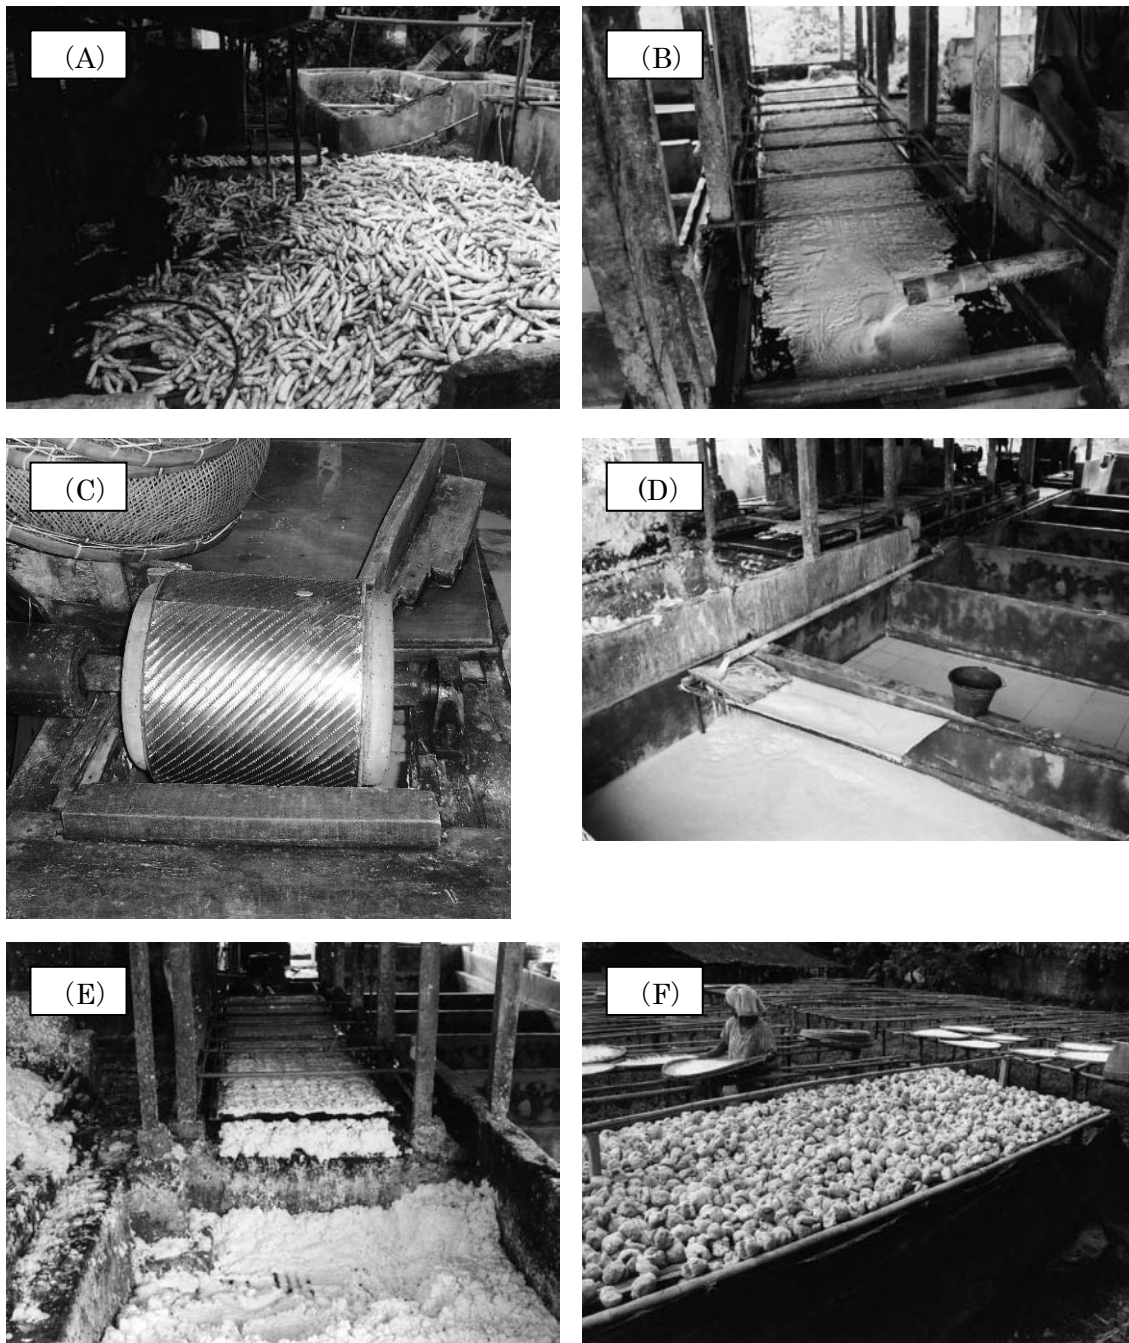 （A）
（B）
（C）
(D）
（E）
（F）